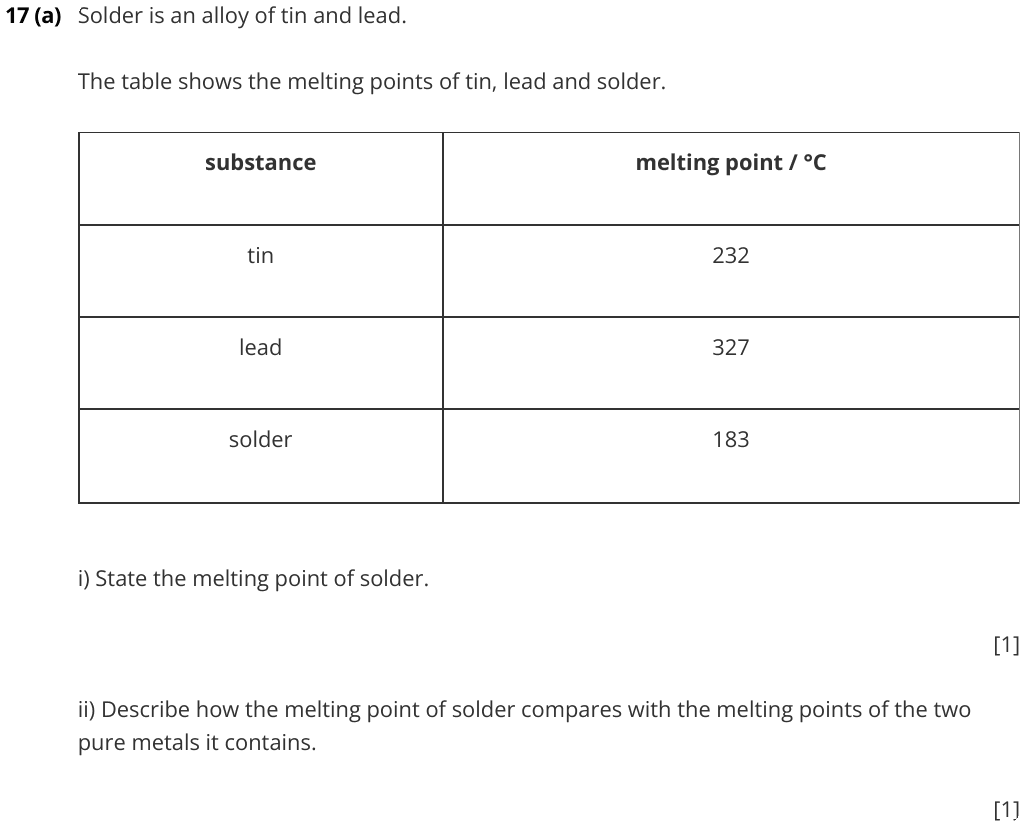 17 (a) Solder is an alloy of tin and lead.
The table shows the melting points of tin, lead and solder.
substance melting point / °C
tin 232
lead 327
solder 183
i) State the melting point of solder.
[1]
ii) Describe how the melting point of solder compares with the melting points of the two
pure metals it contains.
[1]